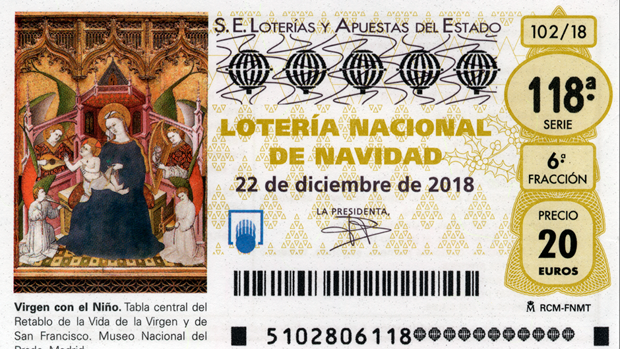 S. E. LOTERÍAS Y APUESTAS DEL ESTADO
102/18
118ª
SERIE
LOTERÍA NACIONAL
DE NAVIDAD
22 de diciembre de 2018
6ª
FRACCIÓN
LA PRESIDENTA,
PRECIO
20
EUROS
Virgen con el Niño. Tabla central del
Retablo de la Vida de la Virgen y de
San Francisco. Museo Nacional del
Prado. Madrid
RCM-FNMT
5102806118